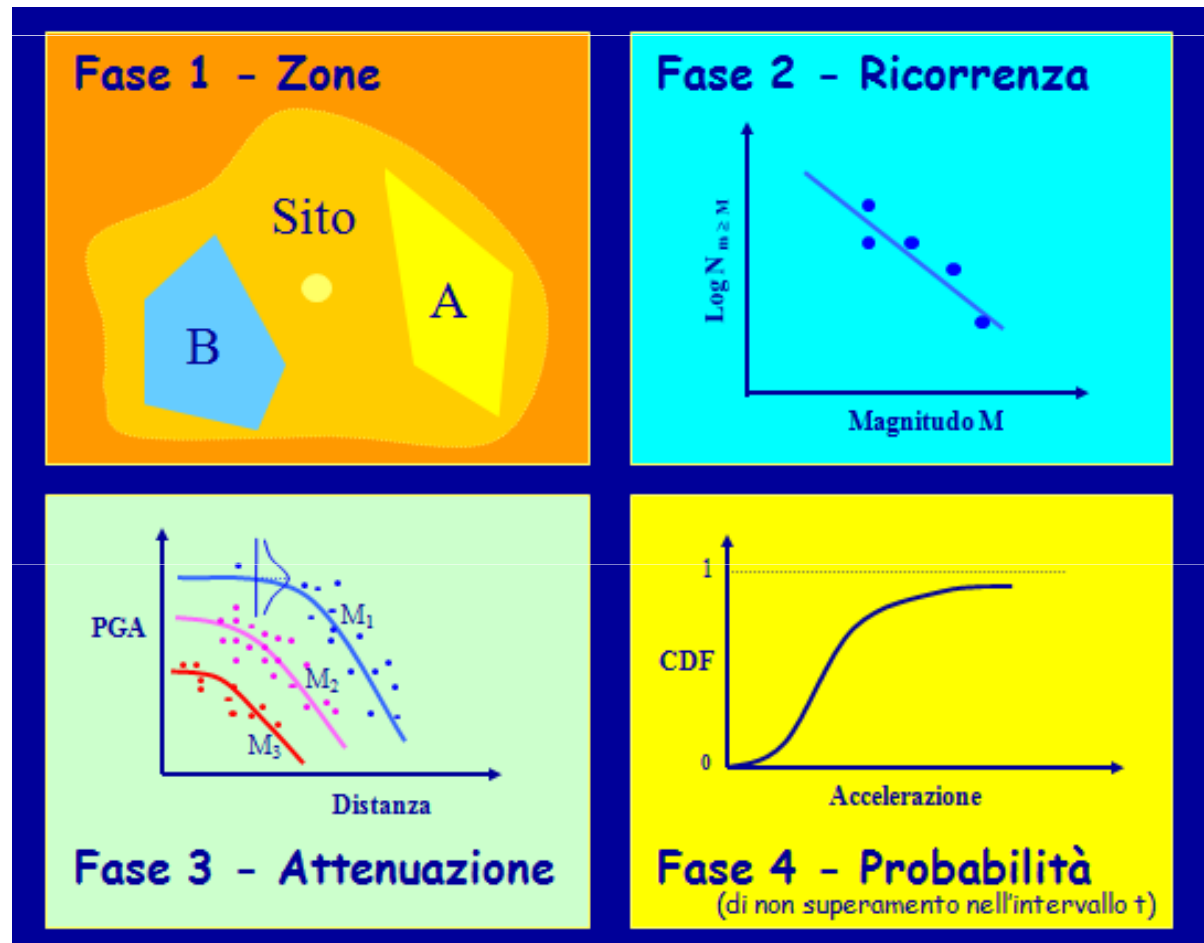 Fase 1 - Zone
Sito
A
B
Fase 2 - Ricorrenza
Log N m ≥ M
Magnitudo M
PGA
M1
M2
M3
Distanza
Fase 3 - Attenuazione
1
CDF
0
Accelerazione
Fase 4 - Probabilità
(di non superamento nell'intervallo t)